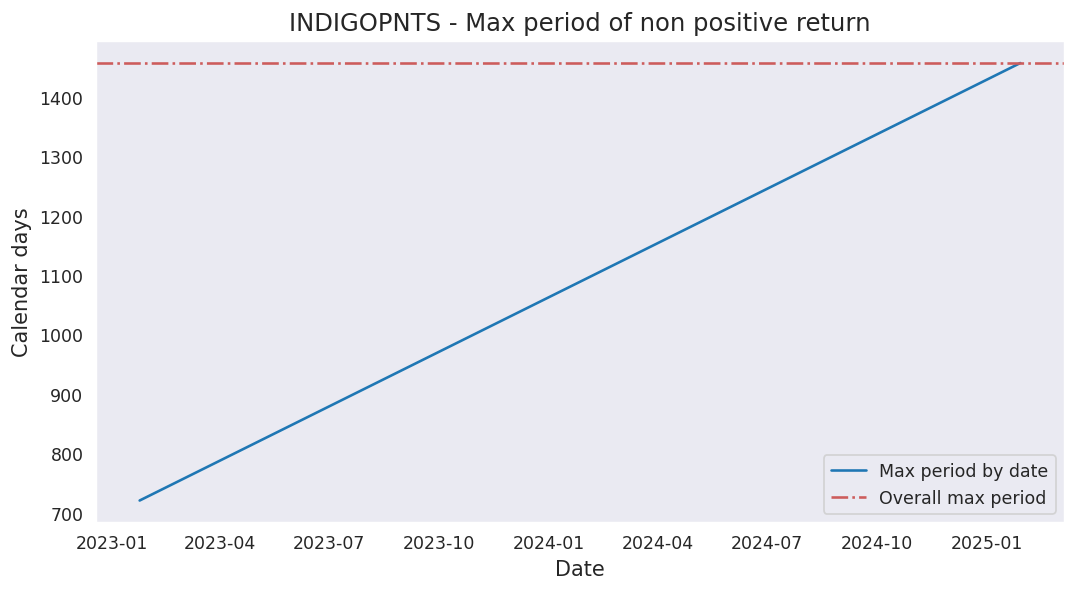 INDIGOPNTS - Max period of non positive return
Calendar days
1400
1300
1200
1100
1000
900
800
700
Max period by date
Overall max period
2023-01 2023-04 2023-07 2023-10 2024-01 2024-04 2024-07 2024-10 2025-01
Date